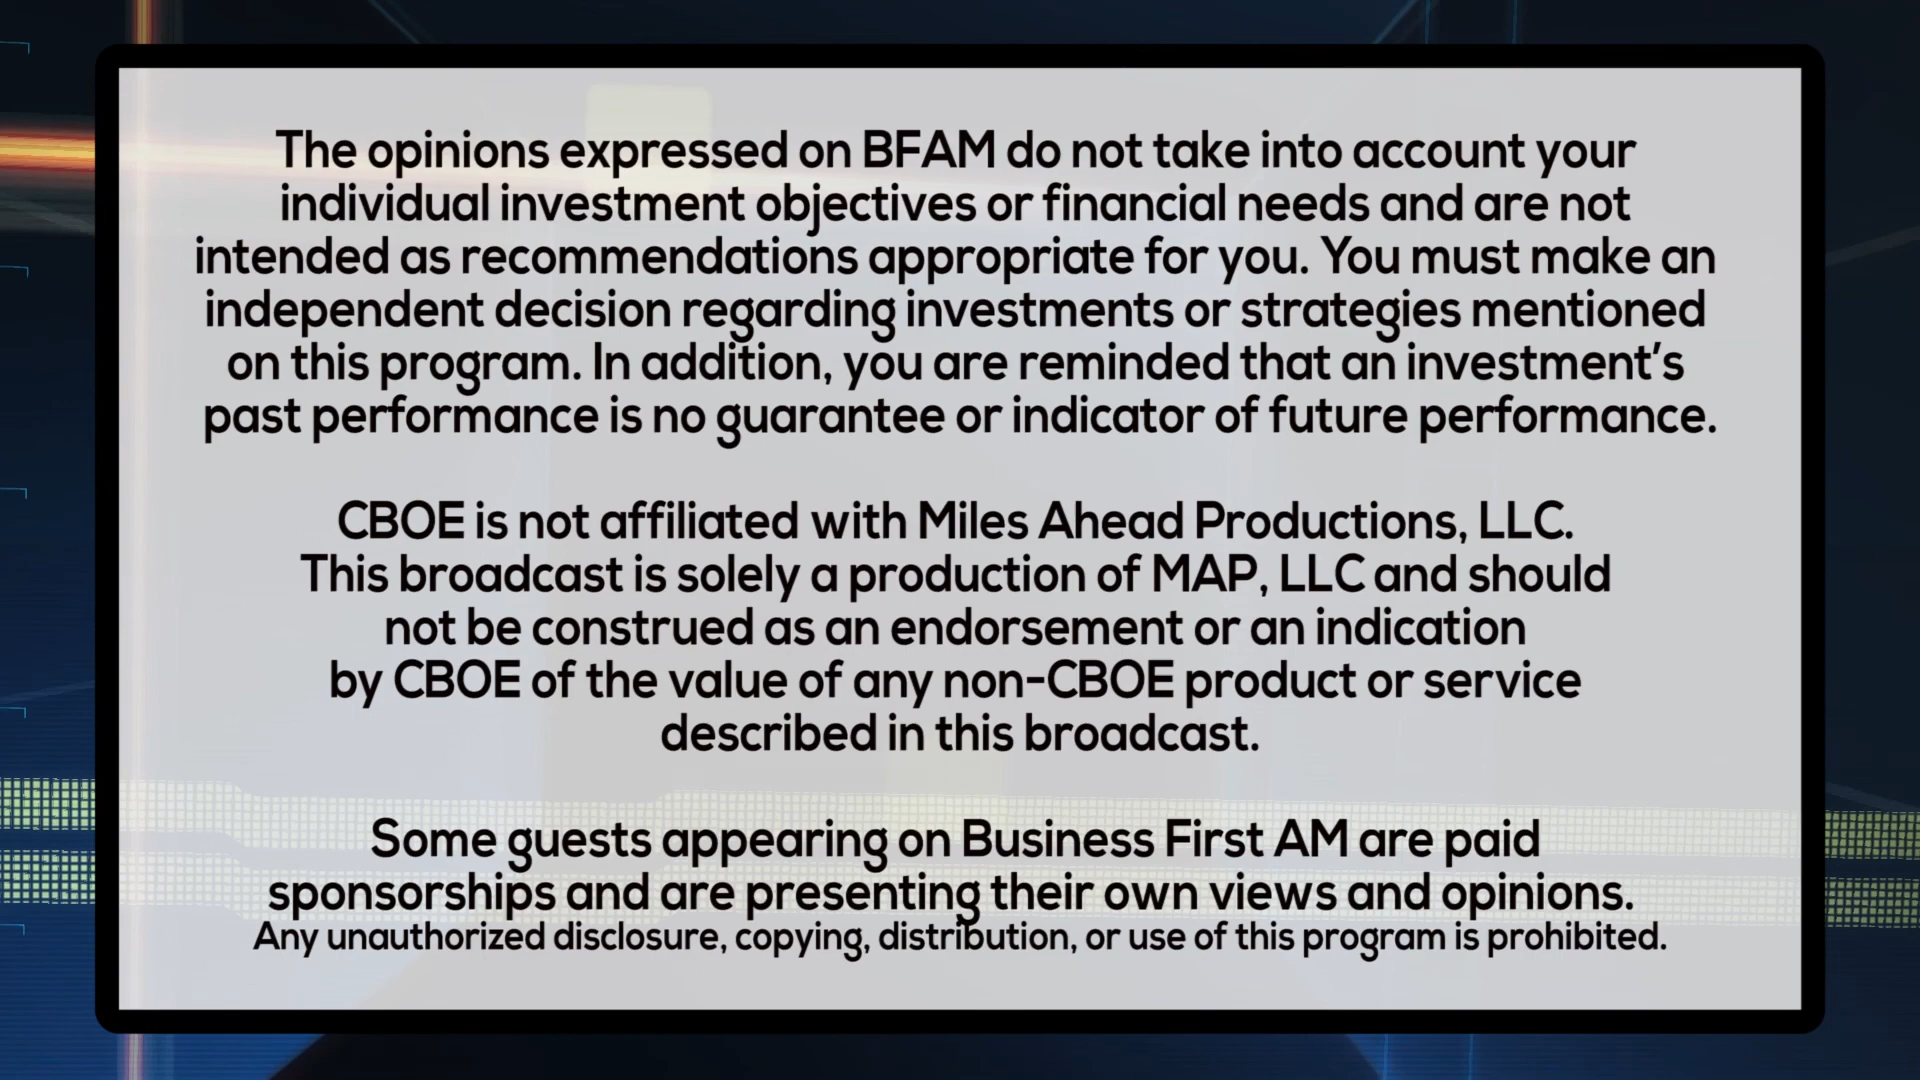 The opinions expressed on BFAM do not take into account your
individual investment objectives or financial needs and are not
intended as recommendations appropriate for you. You must make an
independent decision regarding investments or strategies mentioned
on this program. In addition, you are reminded that an investment’s
past performance is no guarantee or indicator of future performance.
CBOE is not affiliated with Miles Ahead Productions, LLC.
This broadcast is solely a production of MAP, LLC and should
not be construed as an endorsement or an indication
by CBOE of the value of any non-CBOE product or service
described in this broadcast.
Some guests appearing on Business First AM are paid
sponsorships and are presenting their own views and opinions.
Any unauthorized disclosure, copying, distribution, or use of this program is prohibited.